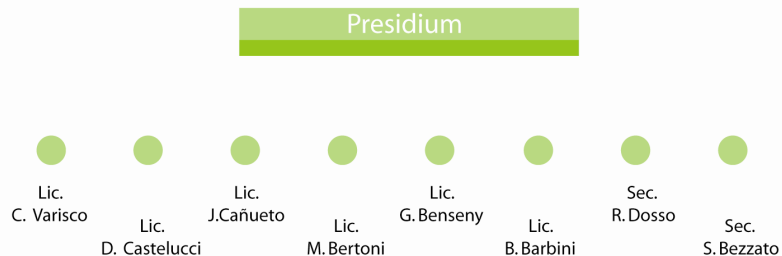 Presidium
Lic.
C. Varisco
Lic.
D. Castelucci
Lic.
J.Cañueto
Lic.
M.Bertoni
Lic.
G.Benseny
Lic.
B.Barbini
Sec.
R.Dosso
Sec.
S.Bezzato